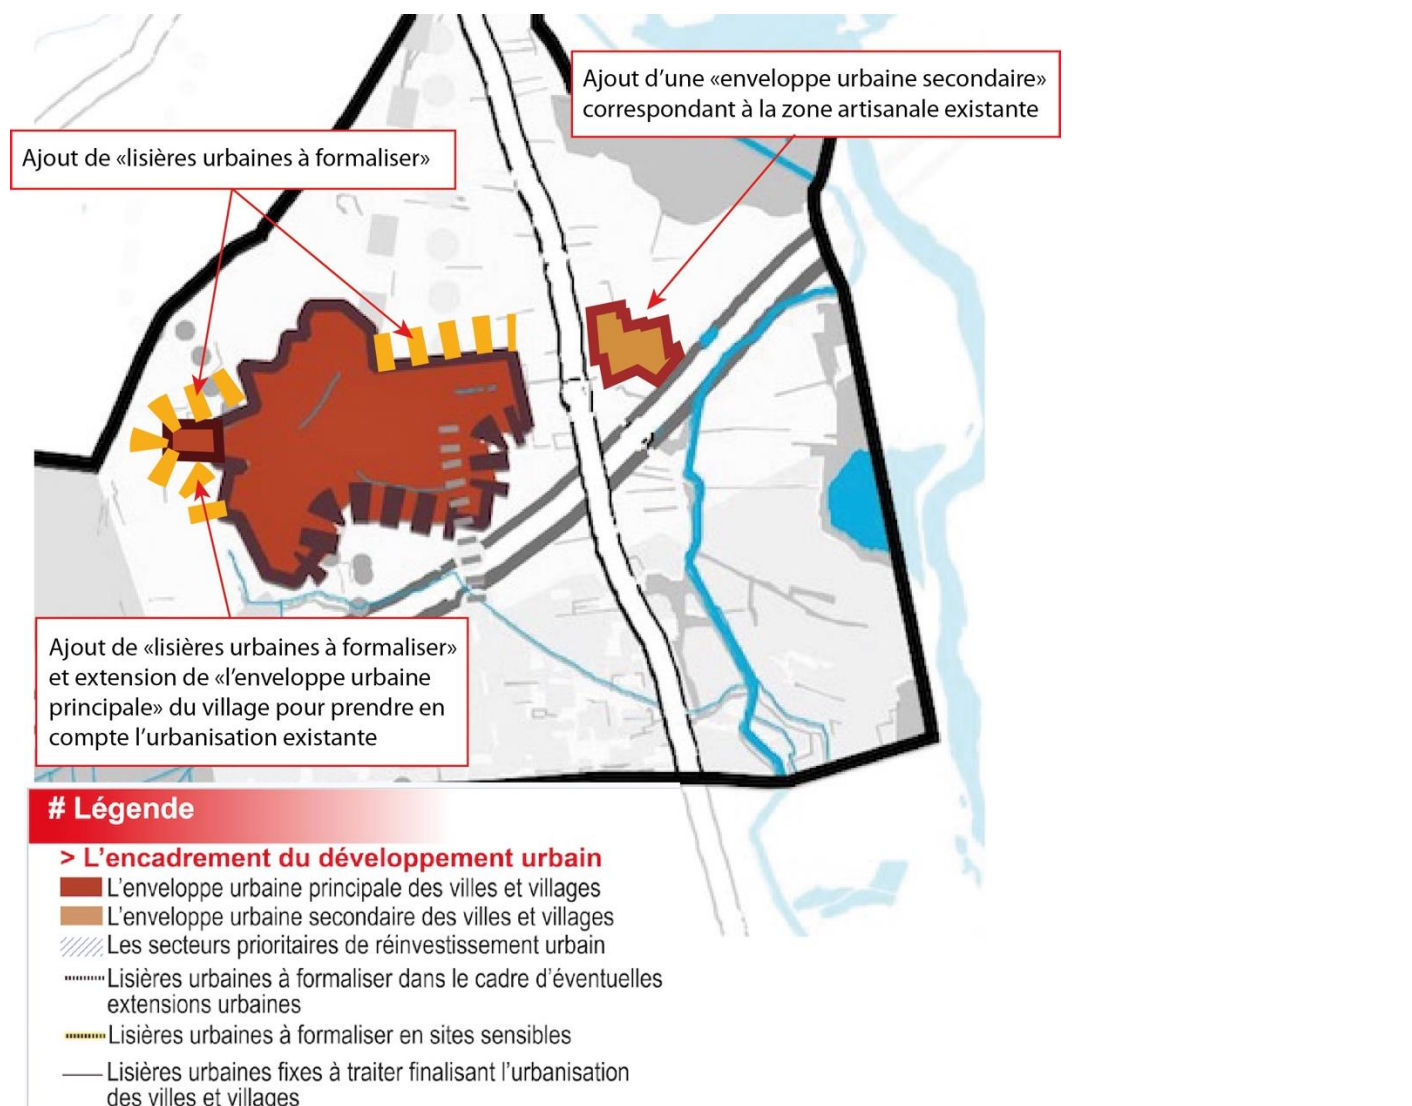 Ajout d’une «enveloppe urbaine secondaire»
correspondant à la zone artisanale existante
Ajout de «lisières urbaines à formaliser»
Ajout de «lisières urbaines à formaliser»
et extension de «l’enveloppe urbaine
principale» du village pour prendre en
compte l’urbanisation existante
# Légende
> L’encadrement du développement urbain
L’enveloppe urbaine principale des villes et villages
L’enveloppe urbaine secondaire des villes et villages
Les secteurs prioritaires de réinvestissement urbain
Lisières urbaines à formaliser dans le cadre d’éventuelles
extensions urbaines
Lisières urbaines à formaliser en sites sensibles
Lisières urbaines fixes à traiter finalisant l’urbanisation
des villes et villages